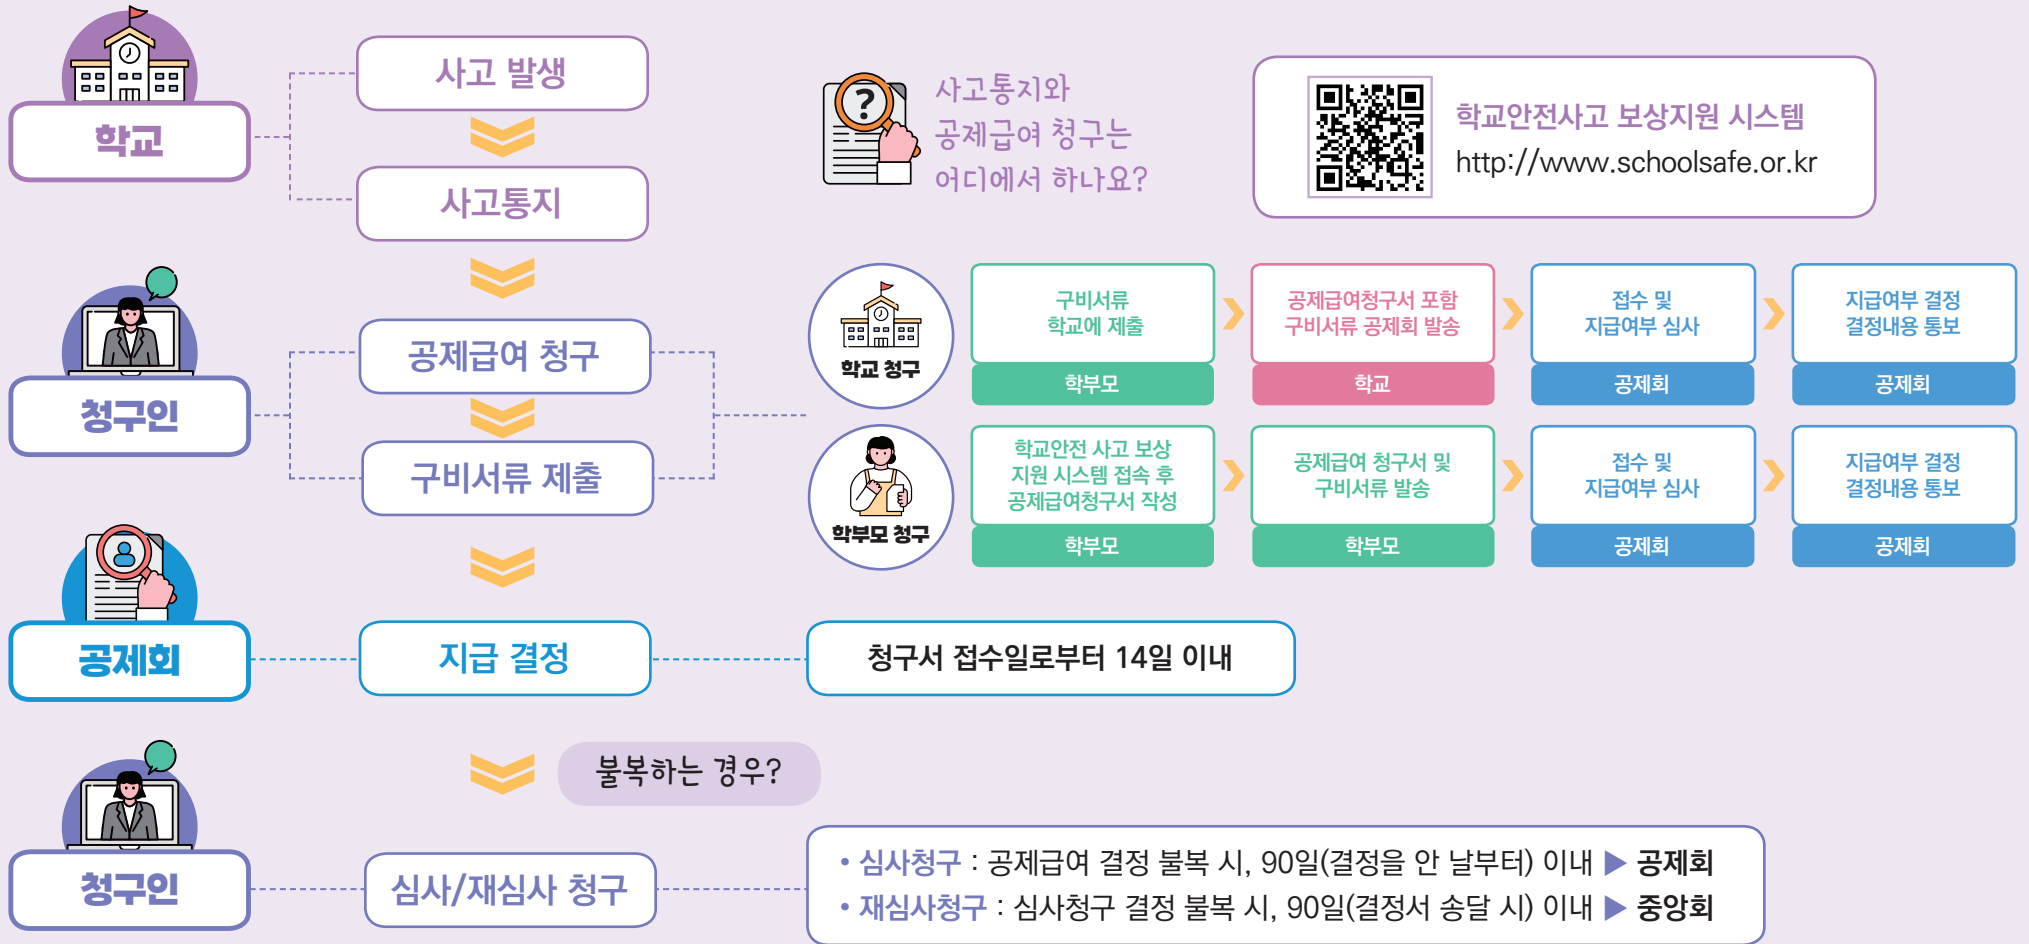 학교
사고 발생
사고통지
?
사고통지와
공제급여 청구는
어디에서 하나요?
학교안전사고 보상지원 시스템
http://www.schoolsafe.or.kr
청구인
공제급여 청구
구비서류 제출
학교 청구
구비서류
학교에 제출
학부모
공제급여청구서 포함
구비서류 공제회 발송
학교
접수 및
지급여부 심사
공제회
지급여부 결정
결정내용 통보
공제회
학부모 청구
학교안전 사고 보상
지원 시스템 접속 후
공제급여청구서 작성
학부모
공제급여 청구서 및
구비서류 발송
학부모
접수 및
지급여부 심사
공제회
지급여부 결정
결정내용 통보
공제회
공제회
지급 결정
청구서 접수일로부터 14일 이내
불복하는 경우?
청구인
심사/재심사 청구
• 심사청구 : 공제급여 결정 불복 시, 90일(결정을 안 날부터) 이내 ▶ 공제회
• 재심사청구 : 심사청구 결정 불복 시, 90일(결정서 송달 시) 이내 ▶ 중앙회